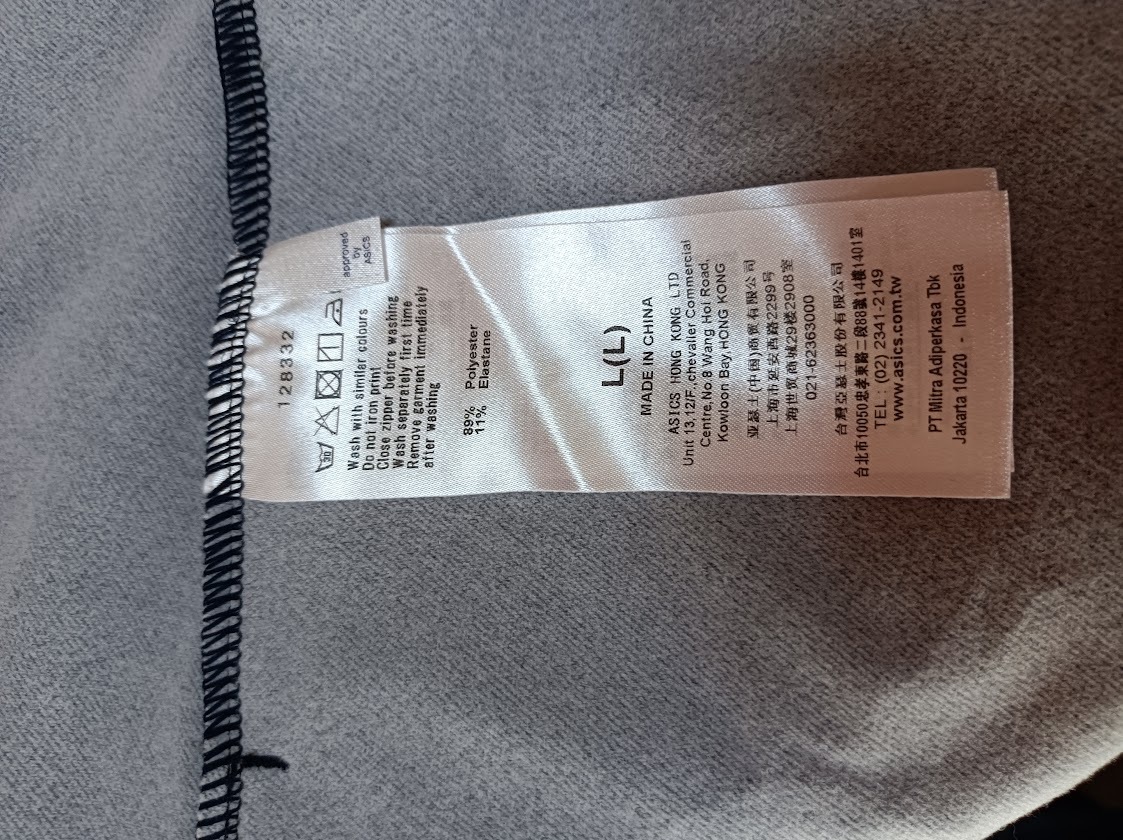 128332
30
approved
by
ASICS
Wash with similar colours
Do not iron print
Close zipper before washing
Wash separately first time
Remove garment immediately
after washing
89% Polyester
11% Elastane
L(L)
MADE IN CHINA
ASICS HONG KONG LTD
Unit 13,12/F.,chevalier Commercial
Centre,No.8 Wang Hoi Road,
Kowloon Bay,HONG KONG
亚瑟士(中国)商贸有限公司
上海市延安西路2299号
上海世贸商城29楼2908室
021-62363000
台灣亞瑟士股份有限公司
台北市10050忠孝東路二段88號14樓1401室
TEL : (02) 2341-2149
www.asics.com.tw
PT Mitra Adiperkasa Tbk
Jakarta 10220 - Indonesia